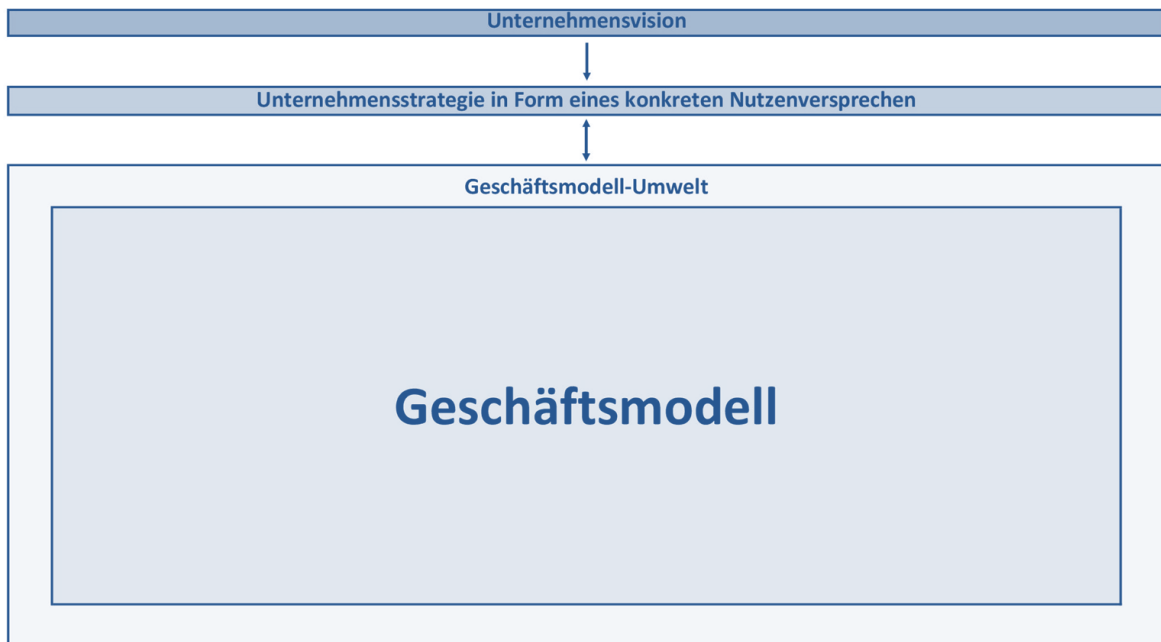 Unternehmensvision
Unternehmensstrategie in Form eines konkreten Nutzenversprechen
Geschäftsmodell-Umwelt
Geschäftsmodell